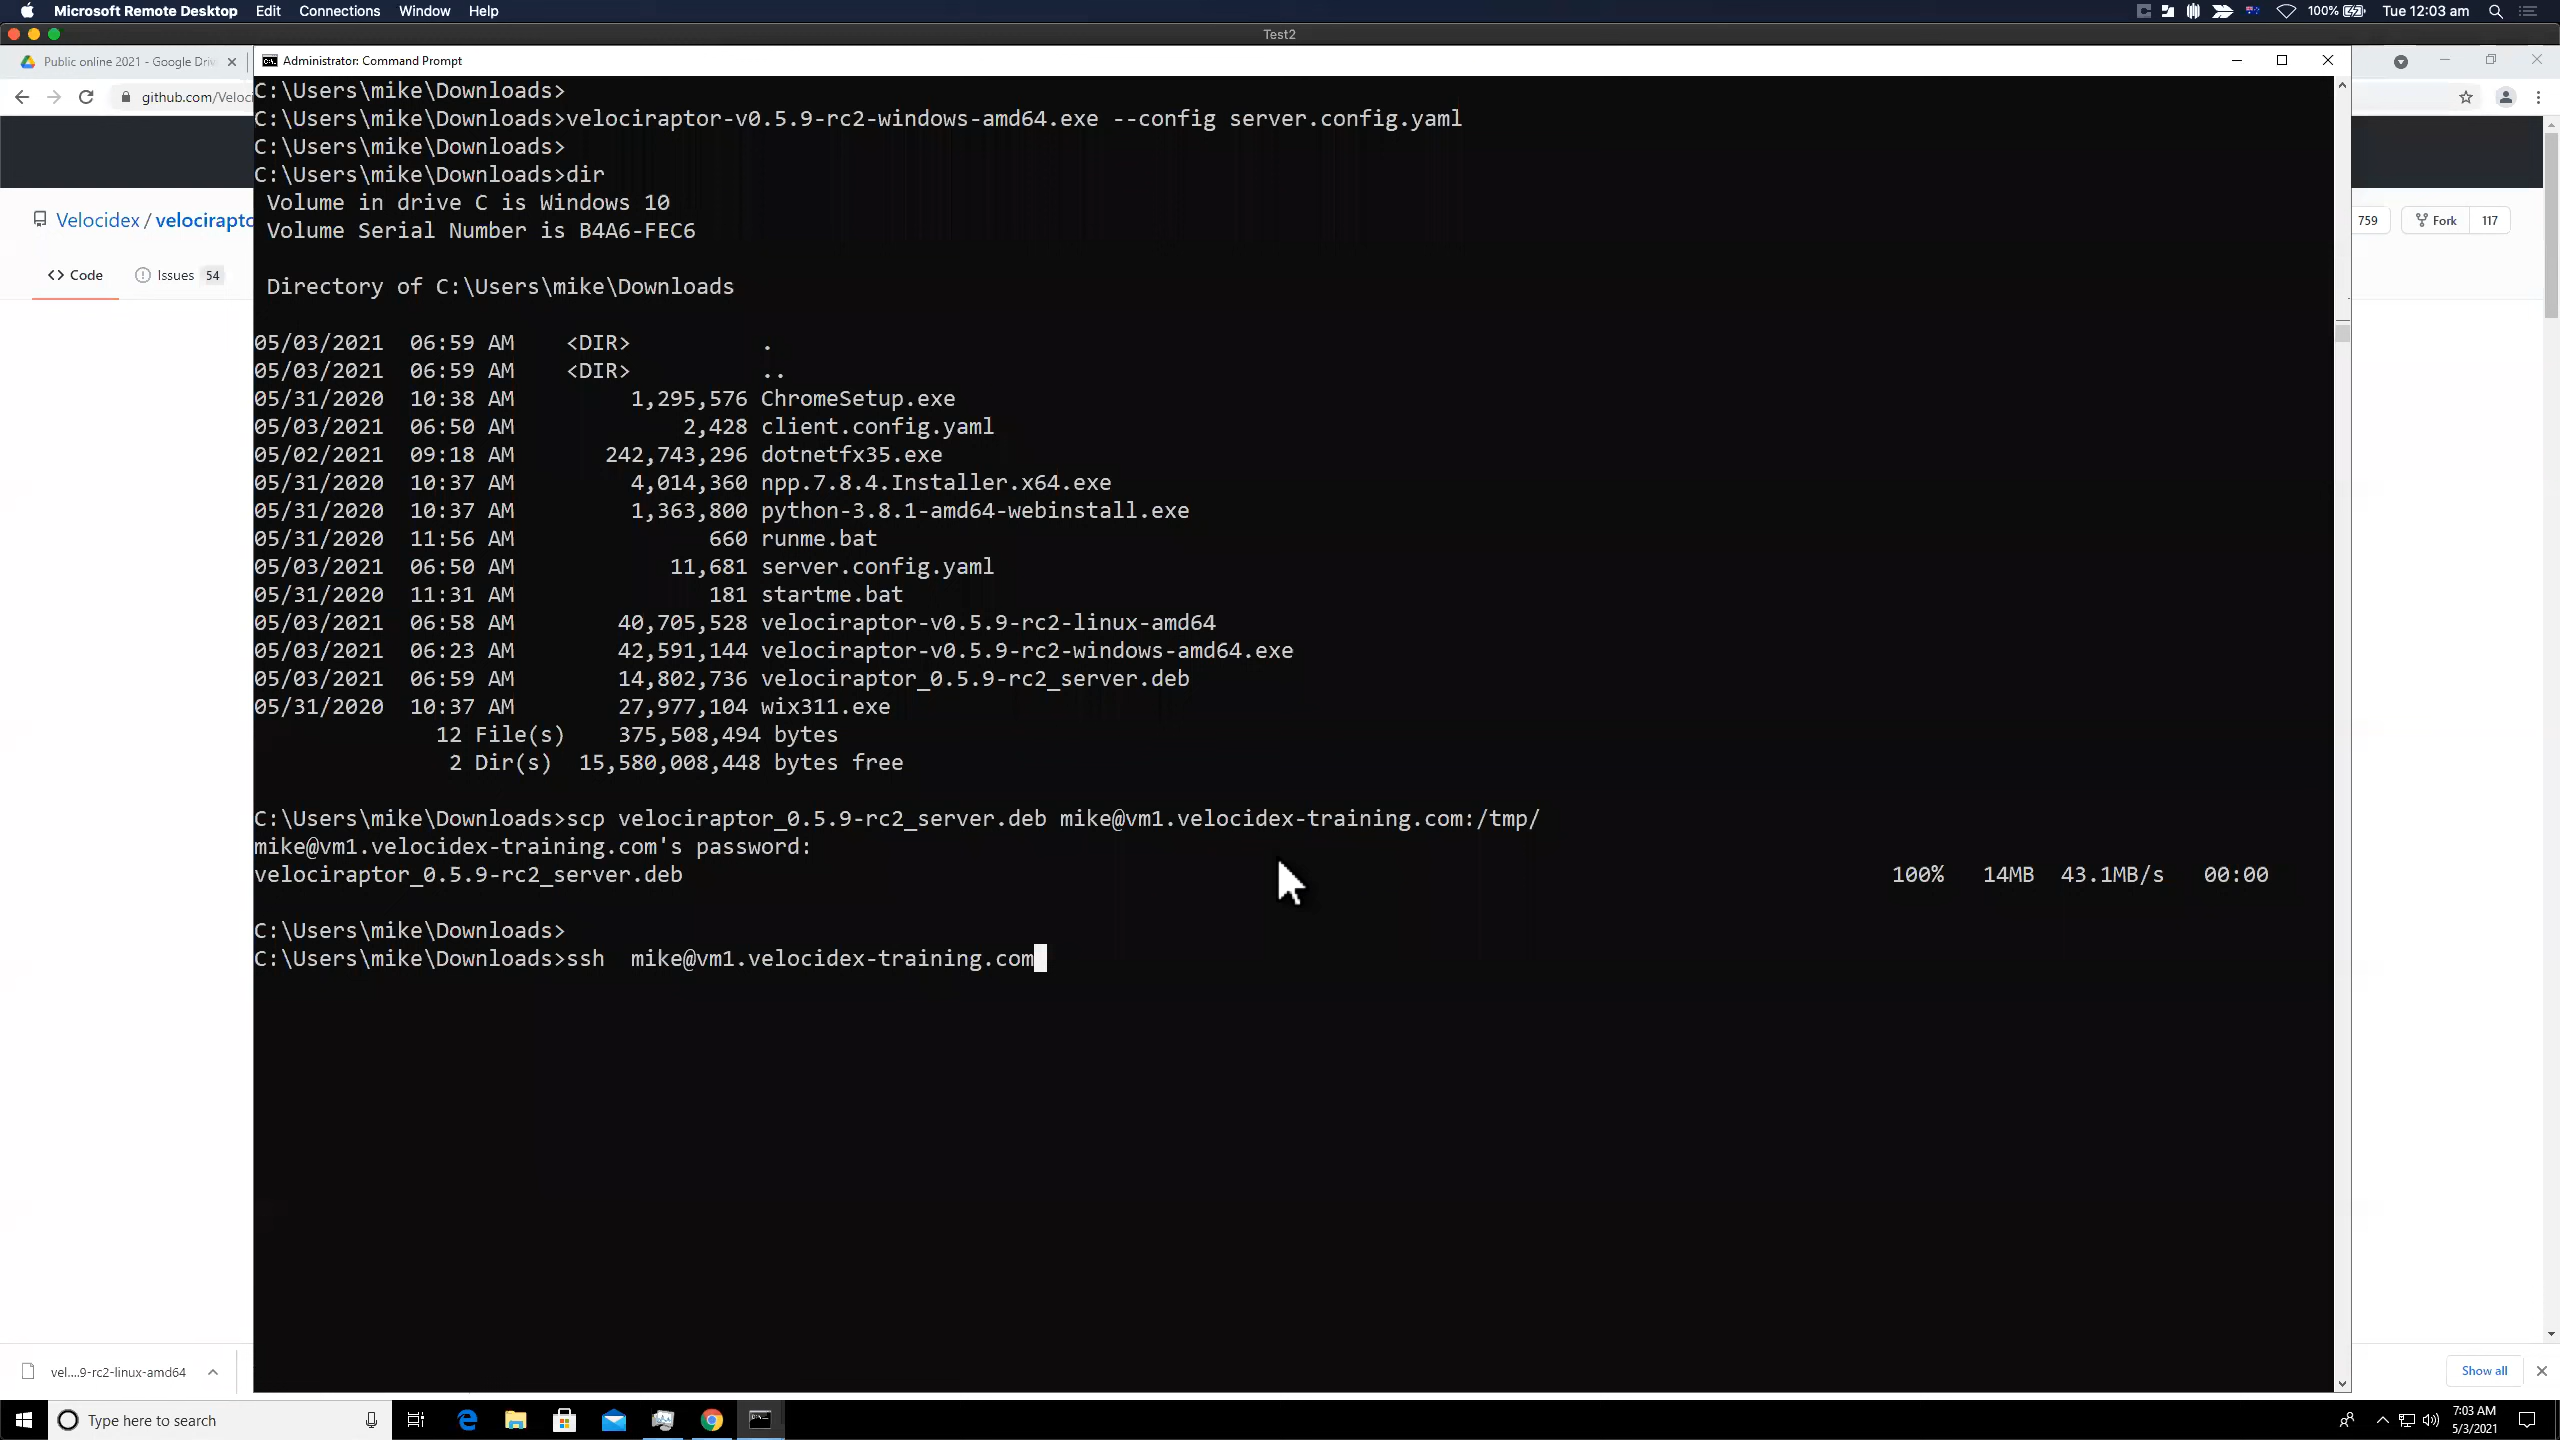 Microsoft Remote Desktop Edit Connections Window Help 100% Tue 12:03 am
Test2
Public online 2021 - Google Driv
Administrator: Command Prompt
github.com/Veloc
Velocidex / velocirapto
759 Fork 117
Code Issues 54
C:\Users\mike\Downloads>
C:\Users\mike\Downloads>velociraptor-v0.5.9-rc2-windows-amd64.exe --config server.config.yaml
C:\Users\mike\Downloads>
C:\Users\mike\Downloads>dir
Volume in drive C is Windows 10
Volume Serial Number is B4A6-FEC6
Directory of C:\Users\mike\Downloads
05/03/2021 06:59 AM <DIR> .
05/03/2021 06:59 AM <DIR> ..
05/31/2020 10:38 AM 1,295,576 ChromeSetup.exe
05/03/2021 06:50 AM 2,428 client.config.yaml
05/02/2021 09:18 AM 242,743,296 dotnetfx35.exe
05/31/2020 10:37 AM 4,014,360 npp.7.8.4.Installer.x64.exe
05/31/2020 10:37 AM 1,363,800 python-3.8.1-amd64-webinstall.exe
05/31/2020 11:56 AM 660 runme.bat
05/03/2021 06:50 AM 11,681 server.config.yaml
05/31/2020 11:31 AM 181 startme.bat
05/03/2021 06:58 AM 40,705,528 velociraptor-v0.5.9-rc2-linux-amd64
05/03/2021 06:23 AM 42,591,144 velociraptor-v0.5.9-rc2-windows-amd64.exe
05/03/2021 06:59 AM 14,802,736 velociraptor_0.5.9-rc2_server.deb
05/31/2020 10:37 AM 27,977,104 wix311.exe
12 File(s) 375,508,494 bytes
2 Dir(s) 15,580,008,448 bytes free
C:\Users\mike\Downloads>scp velociraptor_0.5.9-rc2_server.deb mike@vm1.velocidex-training.com:/tmp/
mike@vm1.velocidex-training.com's password:
velociraptor_0.5.9-rc2_server.deb 100% 14MB 43.1MB/s 00:00
C:\Users\mike\Downloads>
C:\Users\mike\Downloads>ssh  mike@vm1.velocidex-training.com
vel....9-rc2-linux-amd64
Show all
Type here to search
7:03 AM
5/3/2021